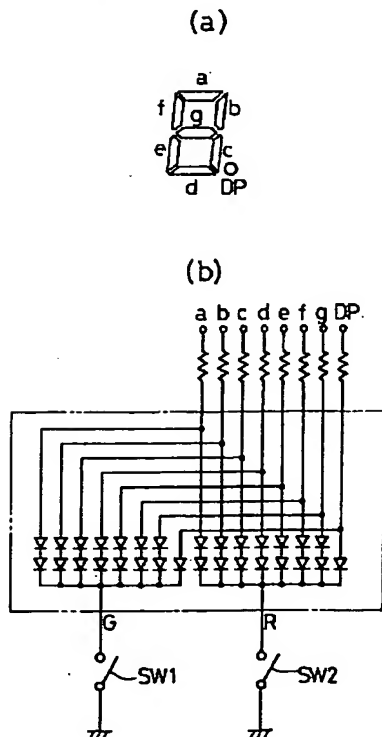 (a)
a
f g b
e c
d DP
(b)
a b c d e f g DP
G R
SW1 SW2